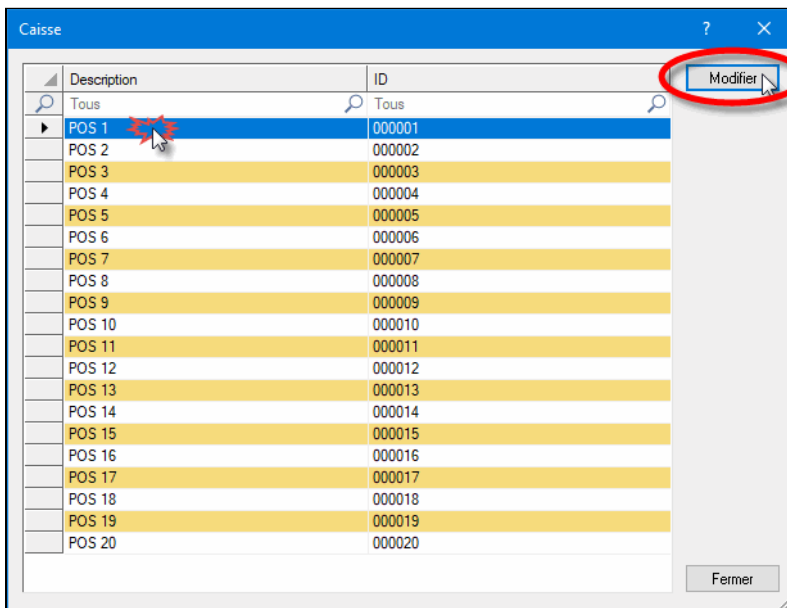 Caisse ?
Description ID Modifier
Tous Tous
POS 1 000001
POS 2 000002
POS 3 000003
POS 4 000004
POS 5 000005
POS 6 000006
POS 7 000007
POS 8 000008
POS 9 000009
POS 10 000010
POS 11 000011
POS 12 000012
POS 13 000013
POS 14 000014
POS 15 000015
POS 16 000016
POS 17 000017
POS 18 000018
POS 19 000019
POS 20 000020
Fermer